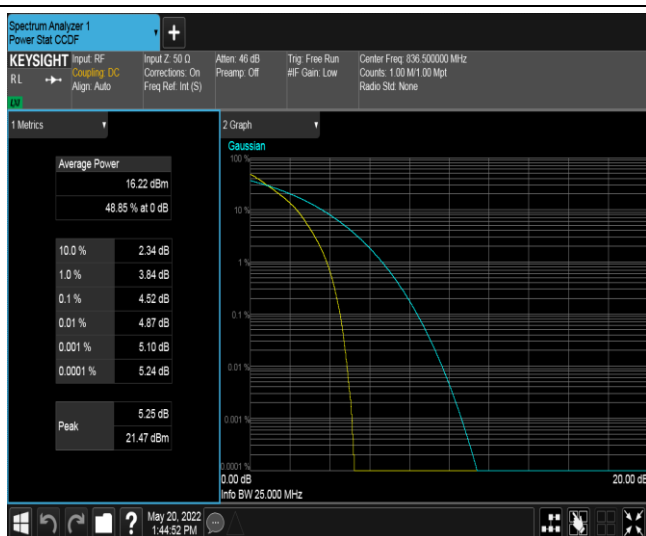 Spectrum Analyzer 1
Power Stat CCDF
+
KEYSIGHT
RL
Input: RF
Coupling: DC
Align: Auto
Input Z: 50 Ω
Corrections: On
Freq Ref: Int (S)
Atten: 46 dB
Preamp: Off
Trig: Free Run
#IF Gain: Low
Center Freq: 836.500000 MHz
Counts: 1.00 M/1.00 Mpt
Radio Std: None
1 Metrics
Average Power
16.22 dBm
48.85 % at 0 dB
10.0 % 2.34 dB
1.0 % 3.84 dB
0.1 % 4.52 dB
0.01 % 4.87 dB
0.001 % 5.10 dB
0.0001 % 5.24 dB
Peak
5.25 dB
21.47 dBm
2 Graph
Gaussian
100 %
10 %
1 %
0.1 %
0.01 %
0.001 %
0.0001 %
0.00 dB
20.00 dB
Info BW 25.000 MHz
?
May 20, 2022
1:44:52 PM